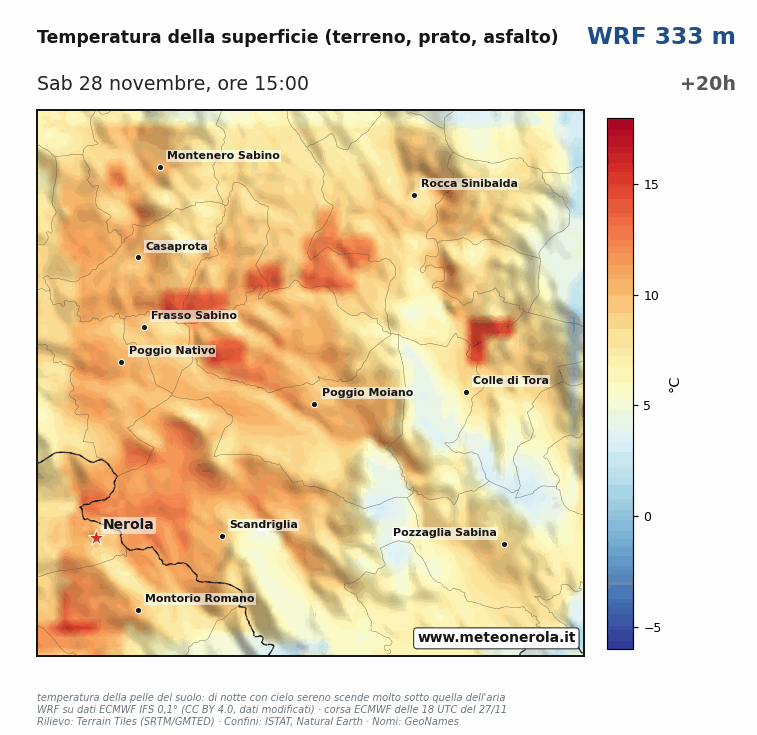 Temperatura della superficie (terreno, prato, asfalto)
WRF 333 m
Sab 28 novembre, ore 15:00
+20h
Montenero Sabino
Rocca Sinibalda
Casaprota
Frasso Sabino
Poggio Nativo
Colle di Tora
Poggio Moiano
Nerola
Scandriglia
Pozzaglia Sabina
Montorio Romano
www.meteonerola.it
15
10
5
0
−5
°C
temperatura della pelle del suolo: di notte con cielo sereno scende molto sotto quella dell'aria
WRF su dati ECMWF IFS 0,1° (CC BY 4.0, dati modificati) · corsa ECMWF delle 18 UTC del 27/11
Rilievo: Terrain Tiles (SRTM/GMTED) · Confini: ISTAT, Natural Earth · Nomi: GeoNames